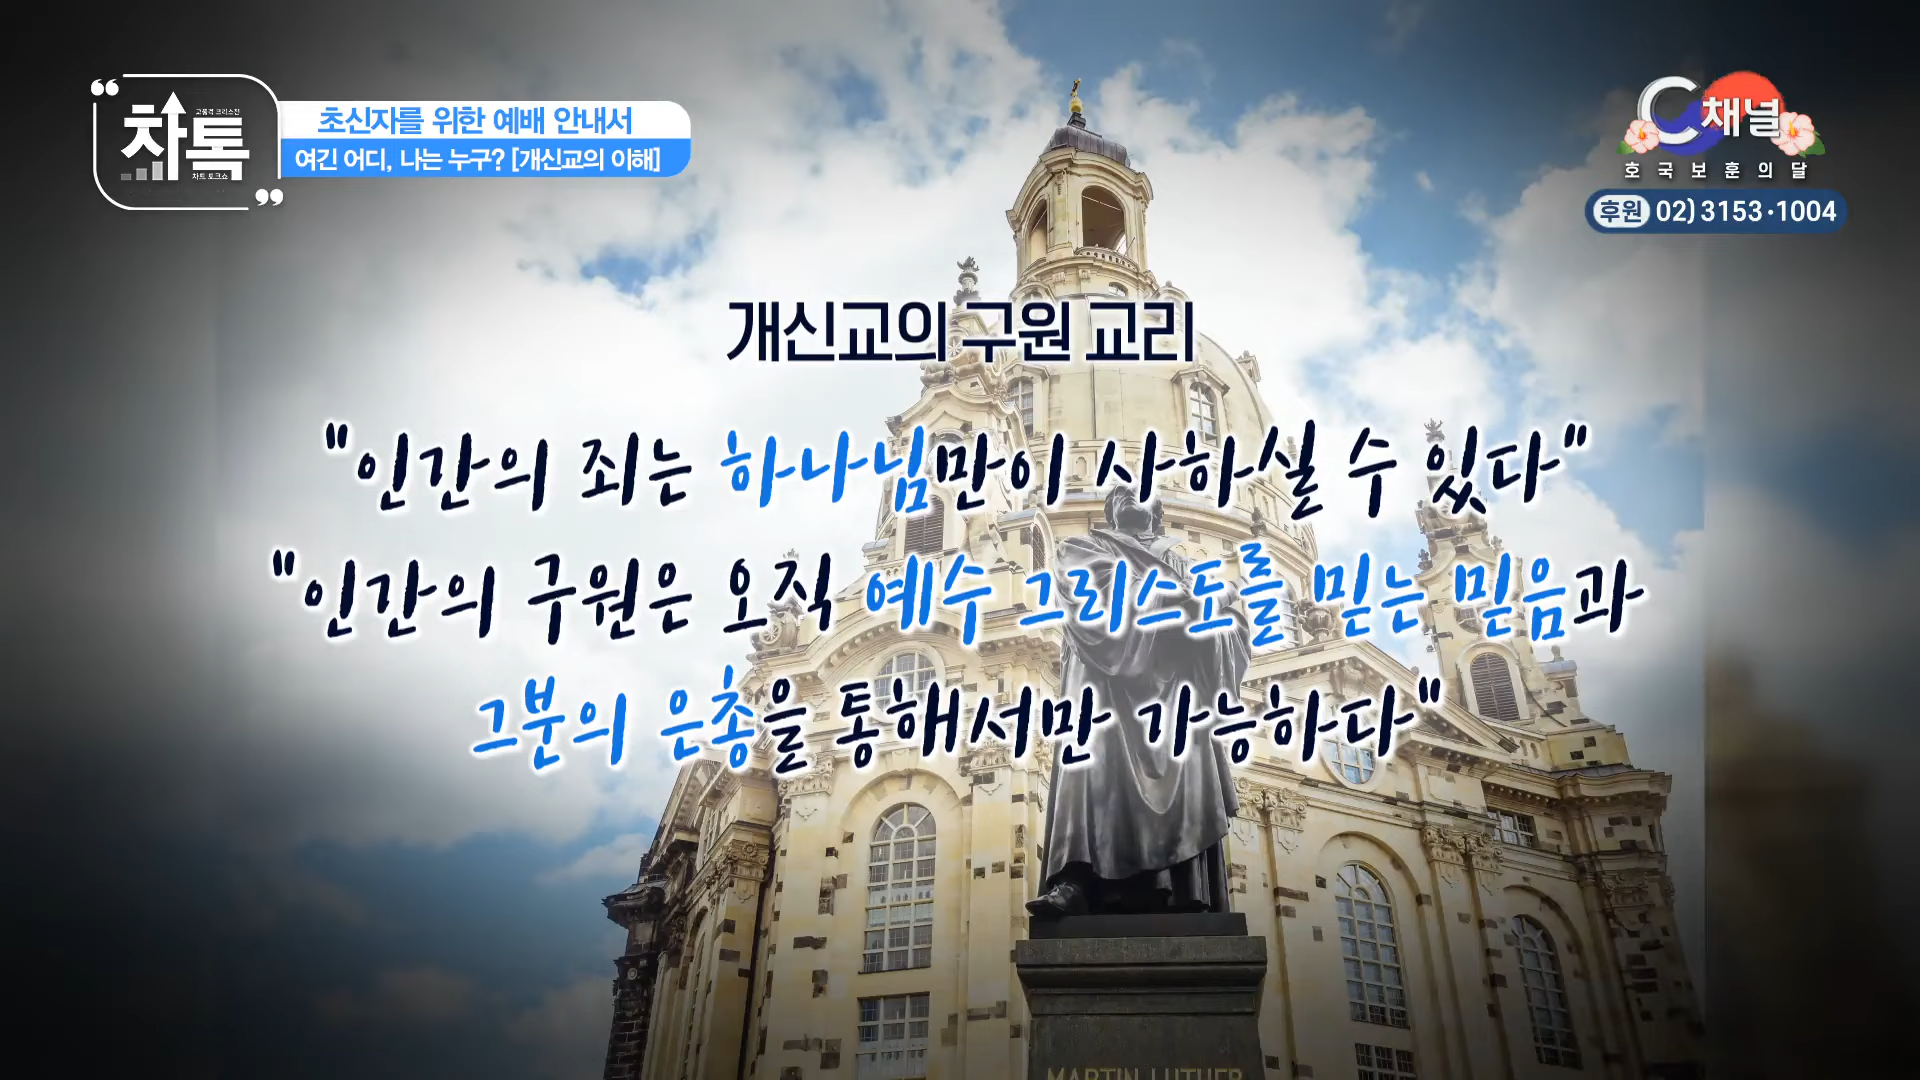 고품격 크리스천
차톡
차트 토크쇼
초신자를 위한 예배 안내서
여긴 어디, 나는 누구? [개신교의 이해]
C채널
호국보훈의달
후원 02)3153·1004
개신교의 구원 교리
"인간의 죄는 하나님만이 사하실 수 있다"
"인간의 구원은 오직 예수 그리스도를 믿는 믿음과
그분의 은총을 통해서만 가능하다"
MARTIN LUTHER